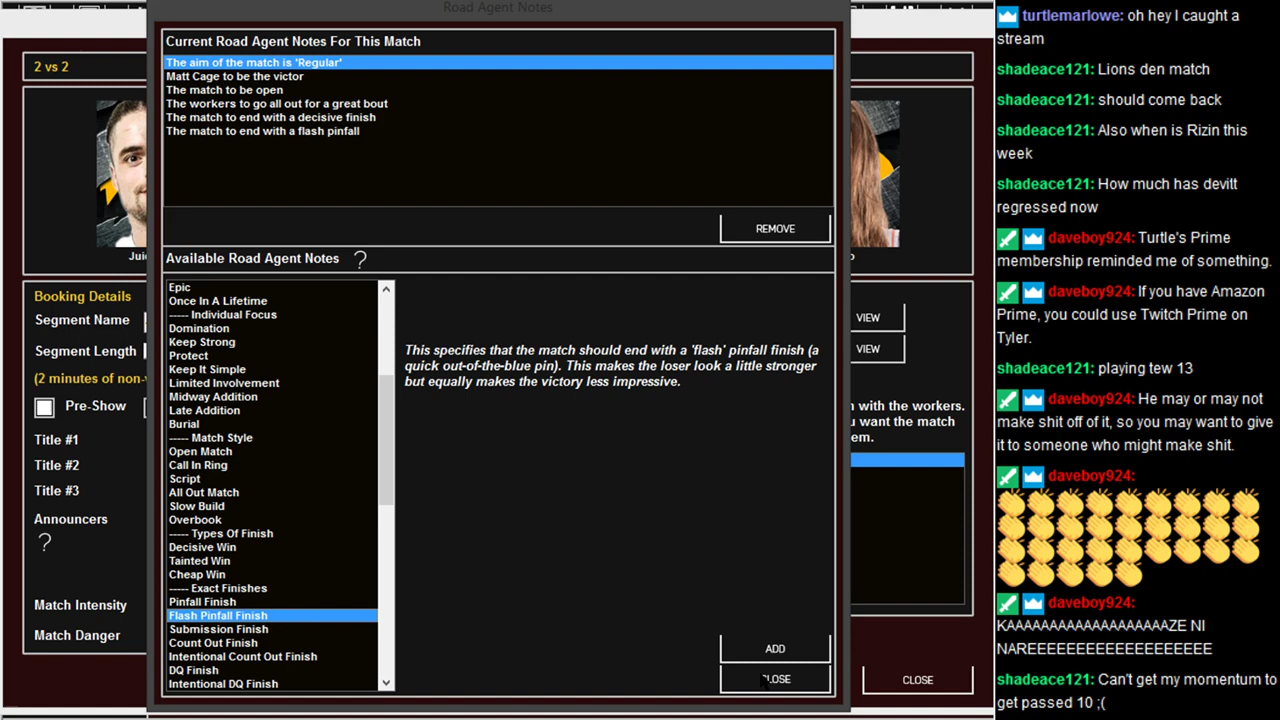 Road Agent Notes
Current Road Agent Notes For This Match
The aim of the match is 'Regular'
Matt Cage to be the victor
The match to be open
The workers to go all out for a great bout
The match to end with a decisive finish
The match to end with a flash pinfall
REMOVE
Available Road Agent Notes ?
Epic
Once In A Lifetime
----- Individual Focus
Domination
Keep Strong
Protect
Keep It Simple
Limited Involvement
Midway Addition
Late Addition
Burial
----- Match Style
Open Match
Call In Ring
Script
All Out Match
Slow Build
Overbook
----- Types Of Finish
Decisive Win
Tainted Win
Cheap Win
----- Exact Finishes
Pinfall Finish
Flash Pinfall Finish
Submission Finish
Count Out Finish
Intentional Count Out Finish
DQ Finish
Intentional DQ Finish
This specifies that the match should end with a 'flash' pinfall finish (a
quick out-of-the-blue pin). This makes the loser look a little stronger
but equally makes the victory less impressive.
ADD
CLOSE
2 vs 2
Booking Details
Segment Name
Segment Length
(2 minutes of non-
Pre-Show
Title #1
Title #2
Title #3
Announcers
?
Match Intensity
Match Danger
VIEW
VIEW
with the workers.
want the match
CLOSE
turtlemarlowe: oh hey I caught a
stream
shadeace121: Lions den match
shadeace121: should come back
shadeace121: Also when is Rizin this
week
shadeace121: How much has devitt
regressed now
daveboy924: Turtle's Prime
membership reminded me of something.
daveboy924: If you have Amazon
Prime, you could use Twitch Prime on
Tyler.
shadeace121: playing tew 13
daveboy924: He may or may not
make shit off of it, so you may want to give
it to someone who might make shit.
daveboy924:
daveboy924:
KAAAAAAAAAAAAAAAAAAZE NI
NAREEEEEEEEEEEEEEEEEEEE
shadeace121: Can't get my momentum to
get passed 10 ;(